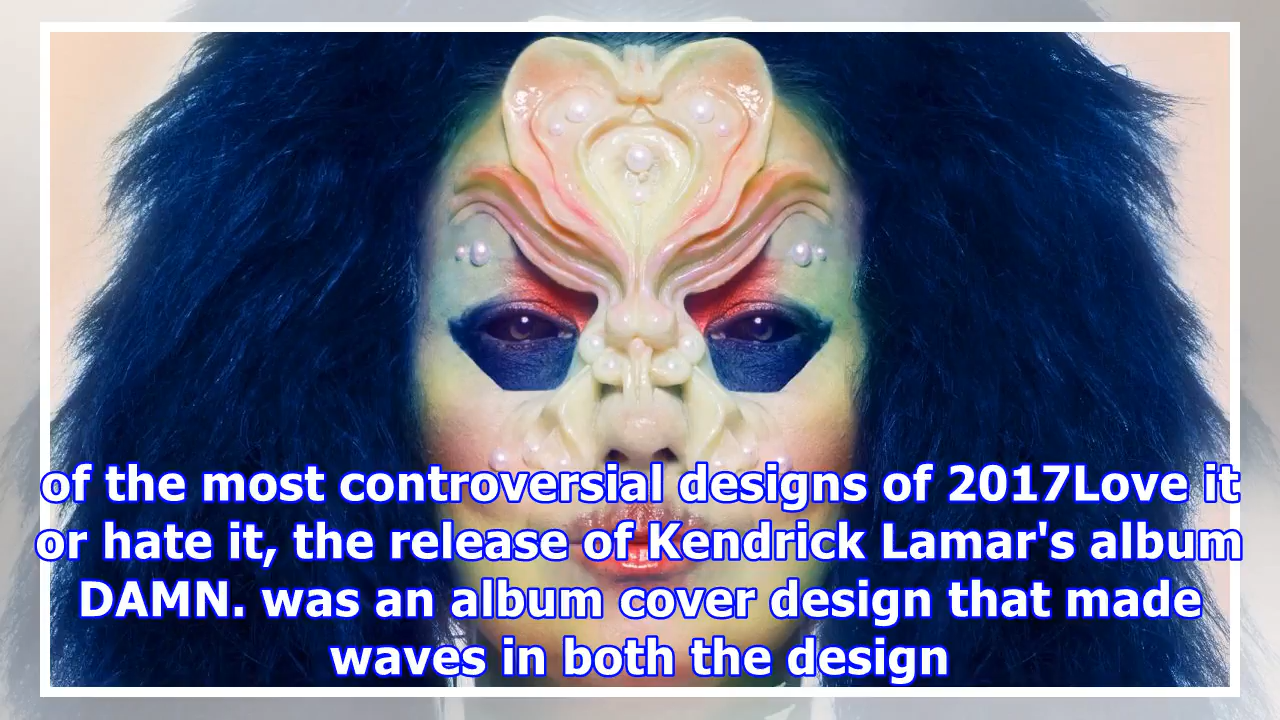 of the most controversial designs of 2017Love it
or hate it, the release of Kendrick Lamar's album
DAMN. was an album cover design that made
waves in both the design